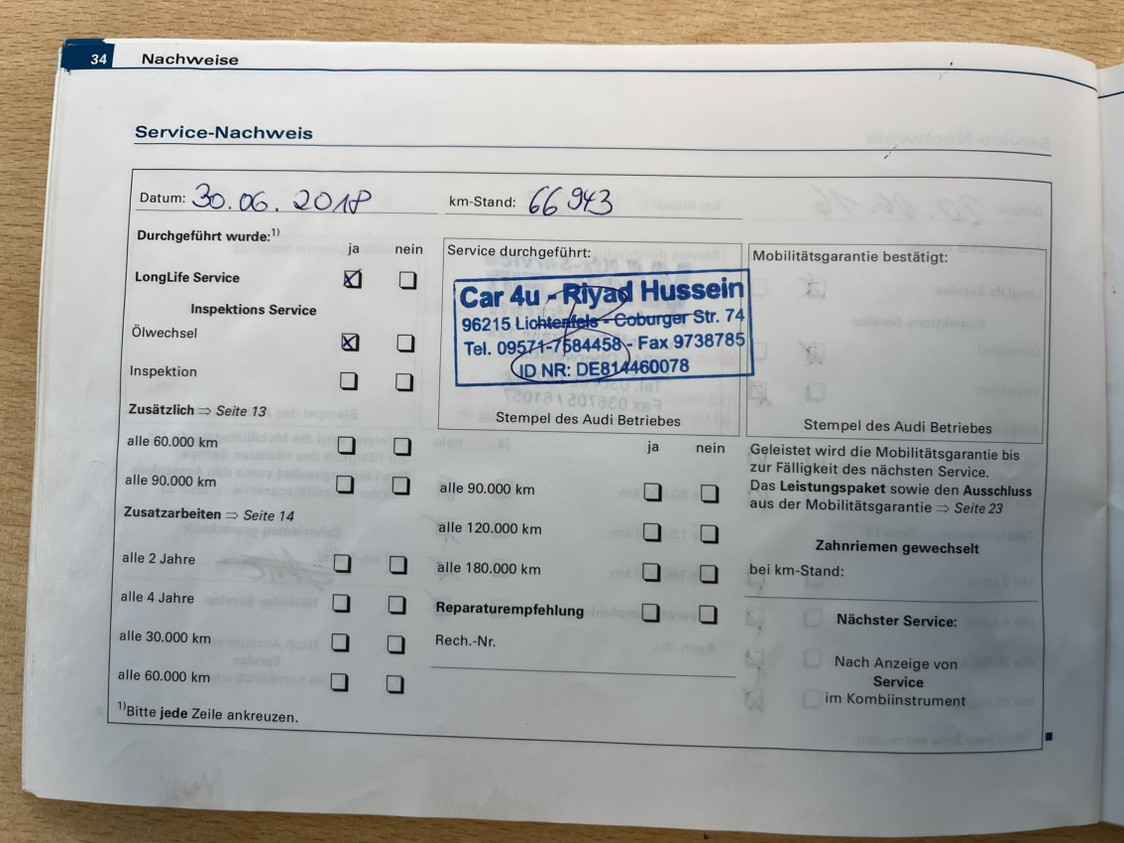 34 Nachweise
Service-Nachweis
Datum: 30.06.2018 km-Stand: 66943
Durchgeführt wurde:1)
ja nein
LongLife Service
Inspektions Service
Ölwechsel
Inspektion
Zusätzlich ⇒ Seite 13
alle 60.000 km
alle 90.000 km
Zusatzarbeiten ⇒ Seite 14
alle 2 Jahre
alle 4 Jahre
alle 30.000 km
alle 60.000 km
1)Bitte jede Zeile ankreuzen.
Service durchgeführt:
Car 4u - Riyad Hussein
96215 Lichtenfels - Coburger Str. 74
Tel. 09571-7584458 - Fax 9738785
ID NR: DE814460078
Stempel des Audi Betriebes
ja nein
alle 90.000 km
alle 120.000 km
alle 180.000 km
Reparaturempfehlung
Rech.-Nr.
Mobilitätsgarantie bestätigt:
Stempel des Audi Betriebes
Geleistet wird die Mobilitätsgarantie bis
zur Fälligkeit des nächsten Service.
Das Leistungspaket sowie den Ausschluss
aus der Mobilitätsgarantie ⇒ Seite 23
Zahnriemen gewechselt
bei km-Stand:
Nächster Service:
Nach Anzeige von
Service
im Kombiinstrument